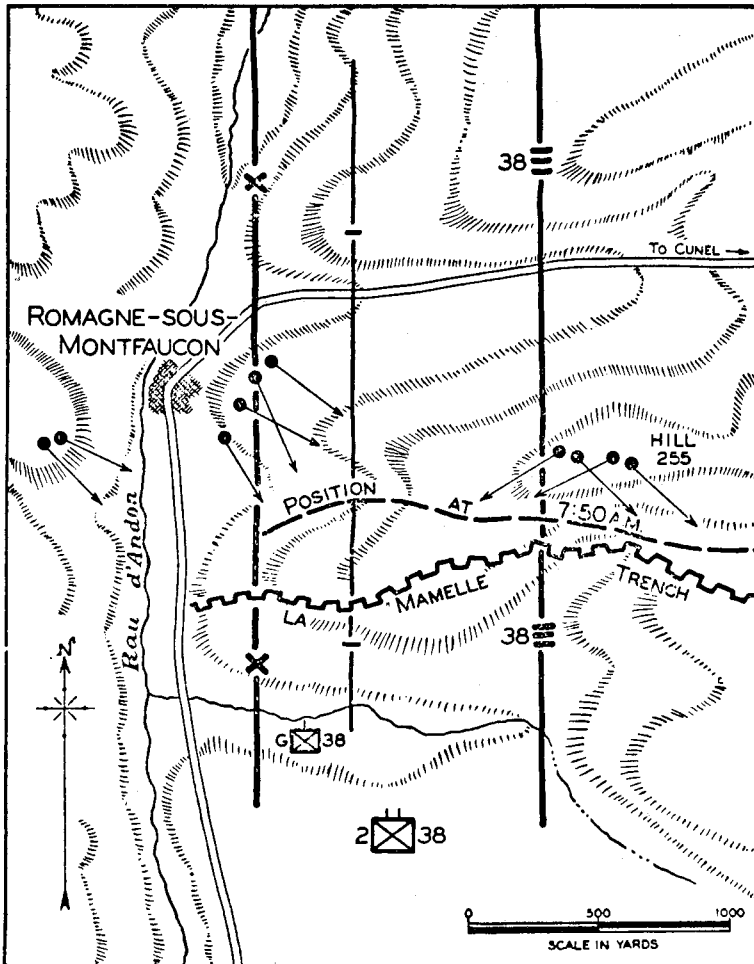 38
TO CUNEL
ROMAGNE-SOUS-
MONTFAUCON
HILL
255
POSITION AT 7:50 A.M.
Rau d'Andon
LA MAMELLE TRENCH
38
N
G 38
2 38
0 500 1000
SCALE IN YARDS